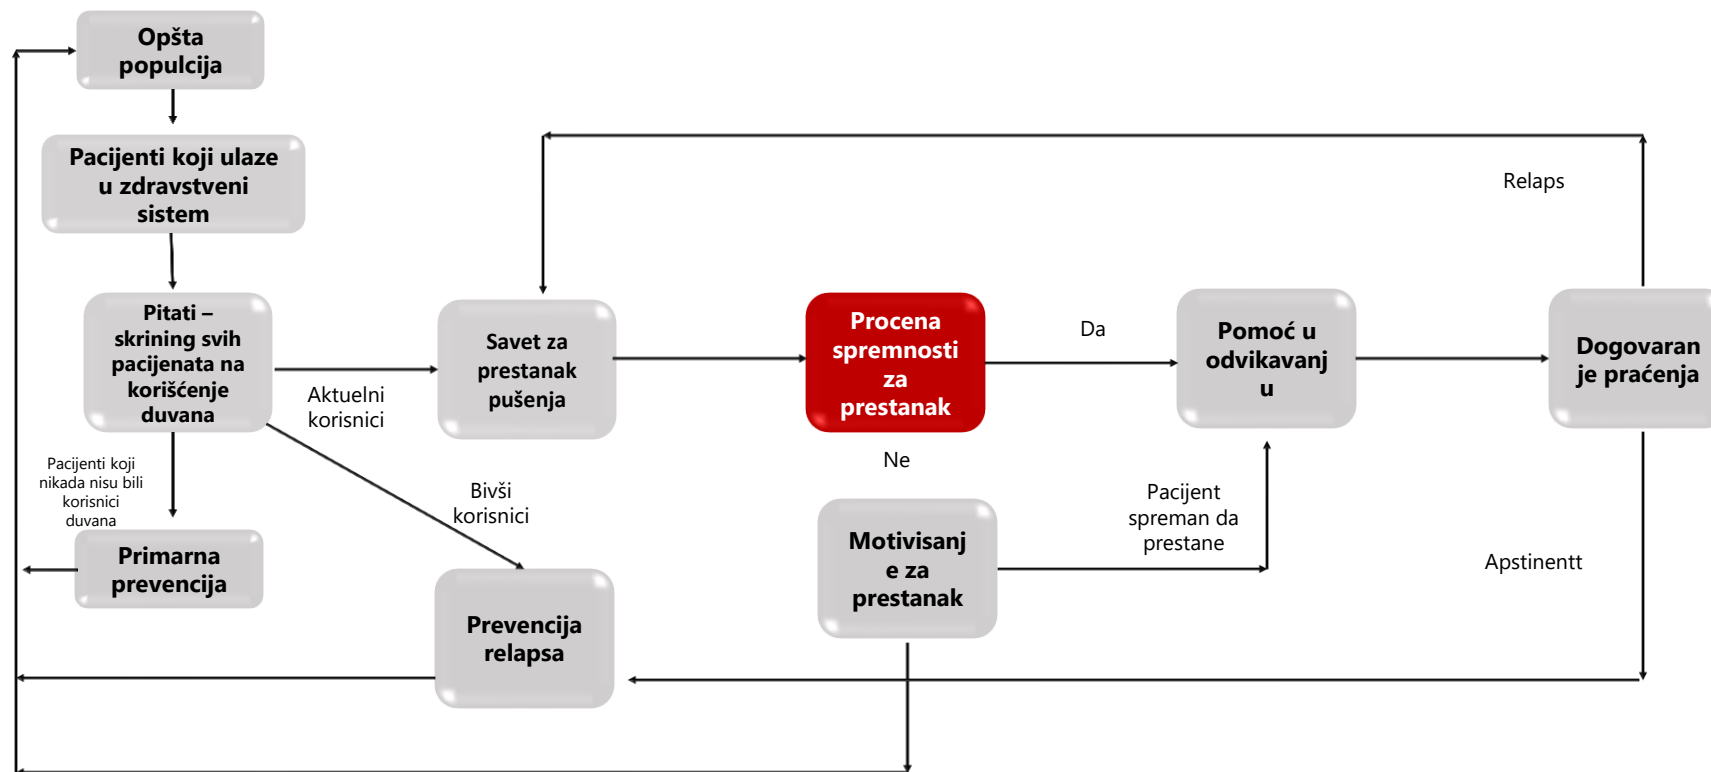 Opšta
populcija
Pacijenti koji ulaze
u zdravstveni
sistem
Relaps
Pitati –
skrining svih
pacijenata na
korišćenje
duvana
Aktuelni
korisnici
Savet za
prestanak
pušenja
Procena
spremnosti
za
prestanak
Da
Pomoć u
odvikavanj
u
Dogovaran
je praćenja
Ne
Pacijenti koji
nikada nisu bili
korisnici
duvana
Bivši
korisnici
Pacijent
spreman da
prestane
Primarna
prevencija
Motivisanj
e za
prestanak
Apstinentt
Prevencija
relapsa